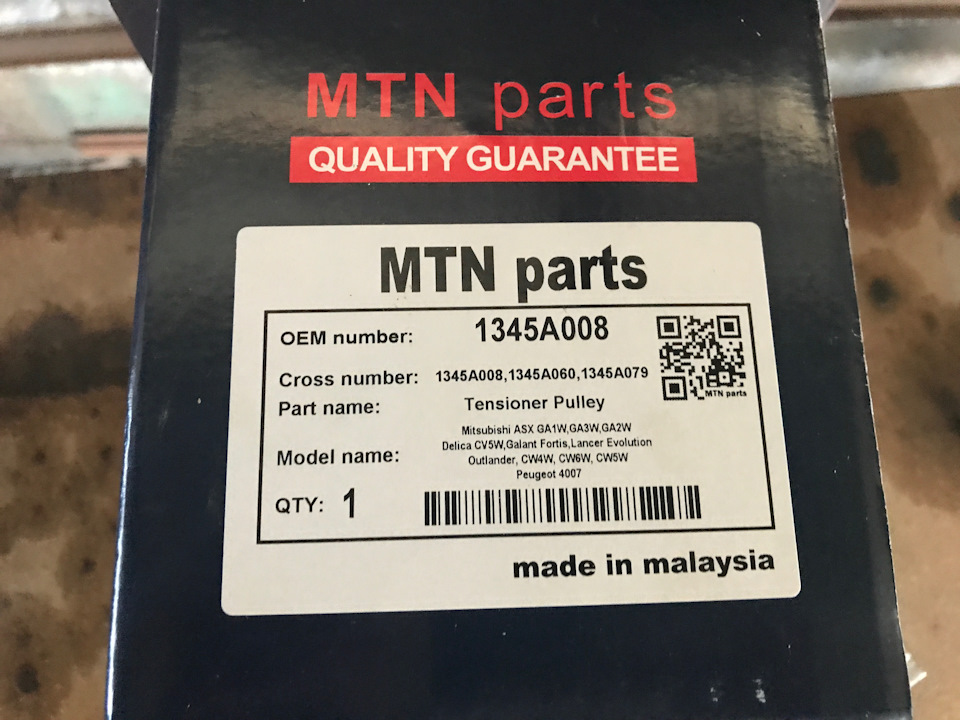 MTN parts
QUALITY GUARANTEE
MTN parts
OEM number: 1345A008
Cross number: 1345A008,1345A060,1345A079
MTN parts
Part name: Tensioner Pulley
Model name: Mitsubishi ASX GA1W,GA3W,GA2W
Delica CV5W,Galant Fortis,Lancer Evolution
Outlander, CW4W, CW6W, CW5W
Peugeot 4007
QTY: 1
made in malaysia